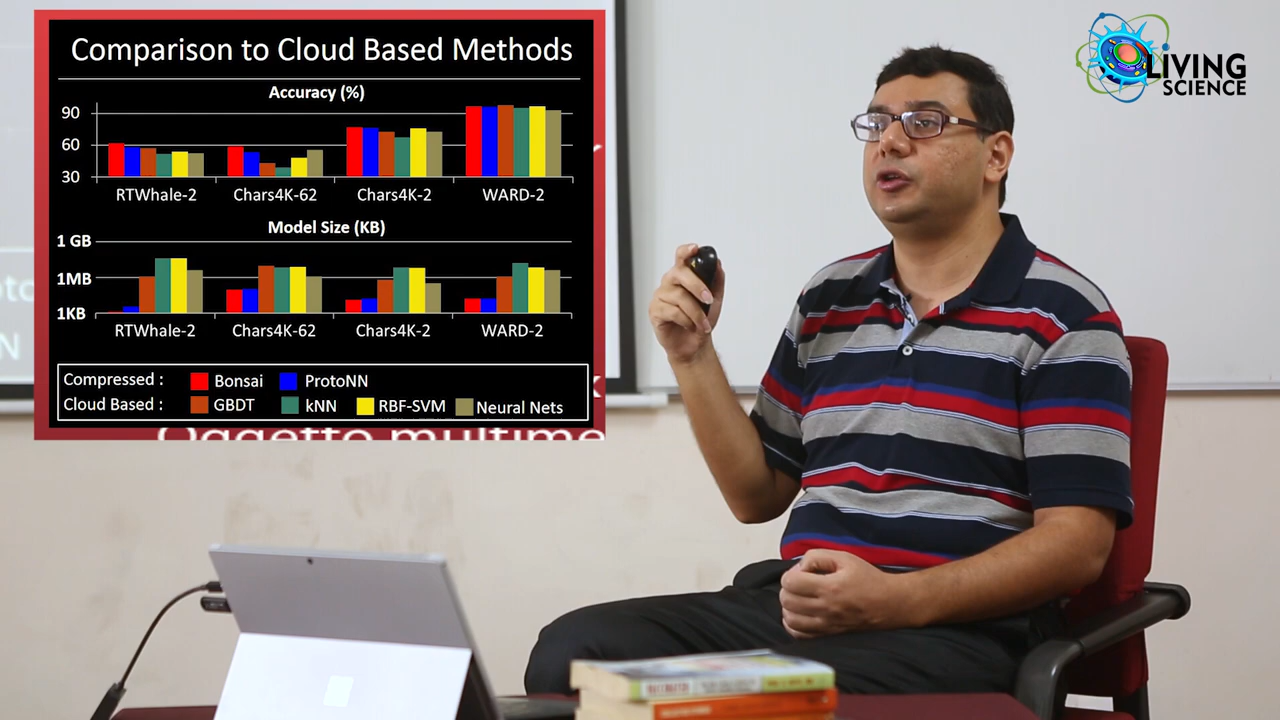 Comparison to Cloud Based Methods
Accuracy (%)
90
60
30
RTWhale-2 Chars4K-62 Chars4K-2 WARD-2
Model Size (KB)
1 GB
1MB
1KB
RTWhale-2 Chars4K-62 Chars4K-2 WARD-2
Compressed : Bonsai ProtoNN
Cloud Based : GBDT kNN RBF-SVM Neural Nets
Oggetto multime
N
LIVING
SCIENCE